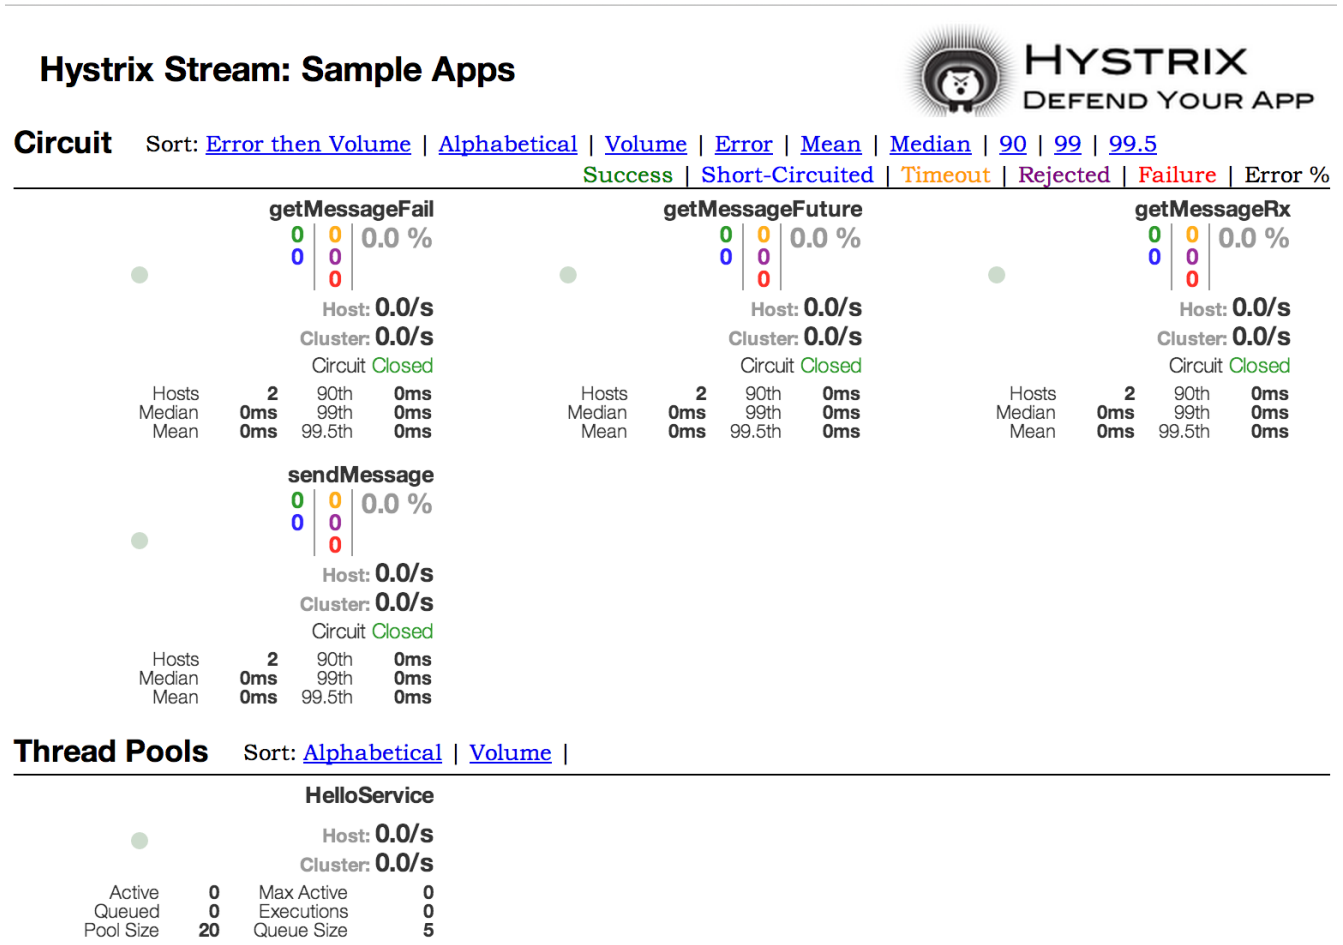 Hystrix Stream: Sample Apps
HYSTRIX
DEFEND YOUR APP
Circuit Sort: Error then Volume | Alphabetical | Volume | Error | Mean | Median | 90 | 99 | 99.5
Success | Short-Circuited | Timeout | Rejected | Failure | Error %
getMessageFail getMessageFuture getMessageRx
0 0 0.0 % 0 0 0.0 % 0 0 0.0 %
0 0 0 0 0 0
0 0 0
Host: 0.0/s Host: 0.0/s Host: 0.0/s
Cluster: 0.0/s Cluster: 0.0/s Cluster: 0.0/s
Circuit Closed Circuit Closed Circuit Closed
Hosts 2 90th 0ms Hosts 2 90th 0ms Hosts 2 90th 0ms
Median 0ms 99th 0ms Median 0ms 99th 0ms Median 0ms 99th 0ms
Mean 0ms 99.5th 0ms Mean 0ms 99.5th 0ms Mean 0ms 99.5th 0ms
sendMessage
0 0 0.0 %
0 0
0
Host: 0.0/s
Cluster: 0.0/s
Circuit Closed
Hosts 2 90th 0ms
Median 0ms 99th 0ms
Mean 0ms 99.5th 0ms
Thread Pools Sort: Alphabetical | Volume |
HelloService
Host: 0.0/s
Cluster: 0.0/s
Active 0 Max Active 0
Queued 0 Executions 0
Pool Size 20 Queue Size 5